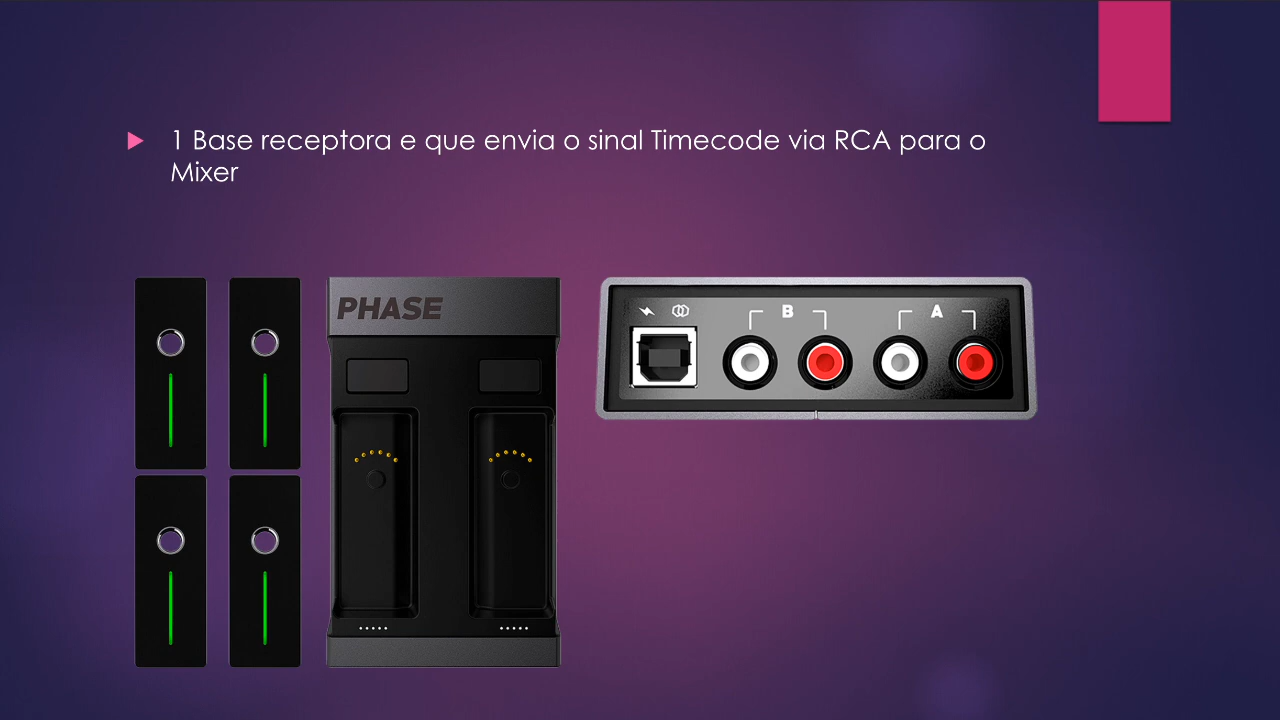 1 Base receptora e que envia o sinal Timecode via RCA para o
Mixer
PHASE
B
A